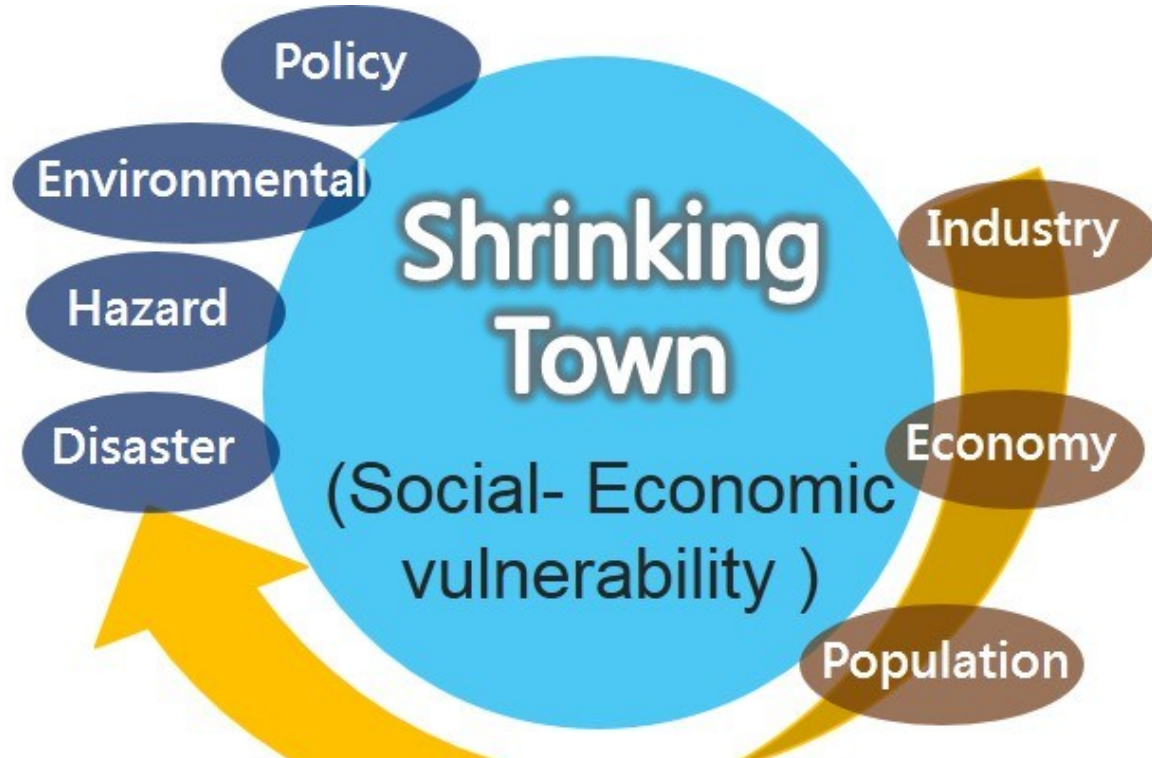 Policy
Environmental
Hazard
Disaster
Shrinking
Town
(Social- Economic
vulnerability )
Industry
Economy
Population